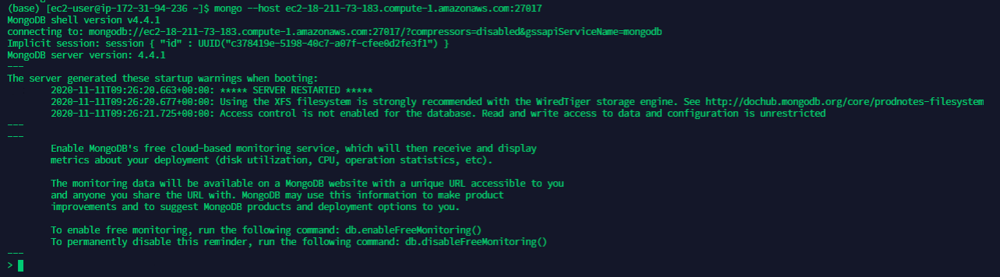 (base) [ec2-user@ip-172-31-94-236 ~]$ mongo --host ec2-18-211-73-183.compute-1.amazonaws.com:27017
MongoDB shell version v4.4.1
connecting to: mongodb://ec2-18-211-73-183.compute-1.amazonaws.com:27017/?compressors=disabled&gssapiServiceName=mongodb
Implicit session: session { "id" : UUID("c378419e-5198-40c7-a07f-cfee0d2fe3f1") }
MongoDB server version: 4.4.1
---
The server generated these startup warnings when booting:
        2020-11-11T09:26:20.663+00:00: ***** SERVER RESTARTED *****
        2020-11-11T09:26:20.677+00:00: Using the XFS filesystem is strongly recommended with the WiredTiger storage engine. See http://dochub.mongodb.org/core/prodnotes-filesystem
        2020-11-11T09:26:21.725+00:00: Access control is not enabled for the database. Read and write access to data and configuration is unrestricted
---
---
        Enable MongoDB's free cloud-based monitoring service, which will then receive and display
        metrics about your deployment (disk utilization, CPU, operation statistics, etc).

        The monitoring data will be available on a MongoDB website with a unique URL accessible to you
        and anyone you share the URL with. MongoDB may use this information to make product
        improvements and to suggest MongoDB products and deployment options to you.

        To enable free monitoring, run the following command: db.enableFreeMonitoring()
        To permanently disable this reminder, run the following command: db.disableFreeMonitoring()
---
>